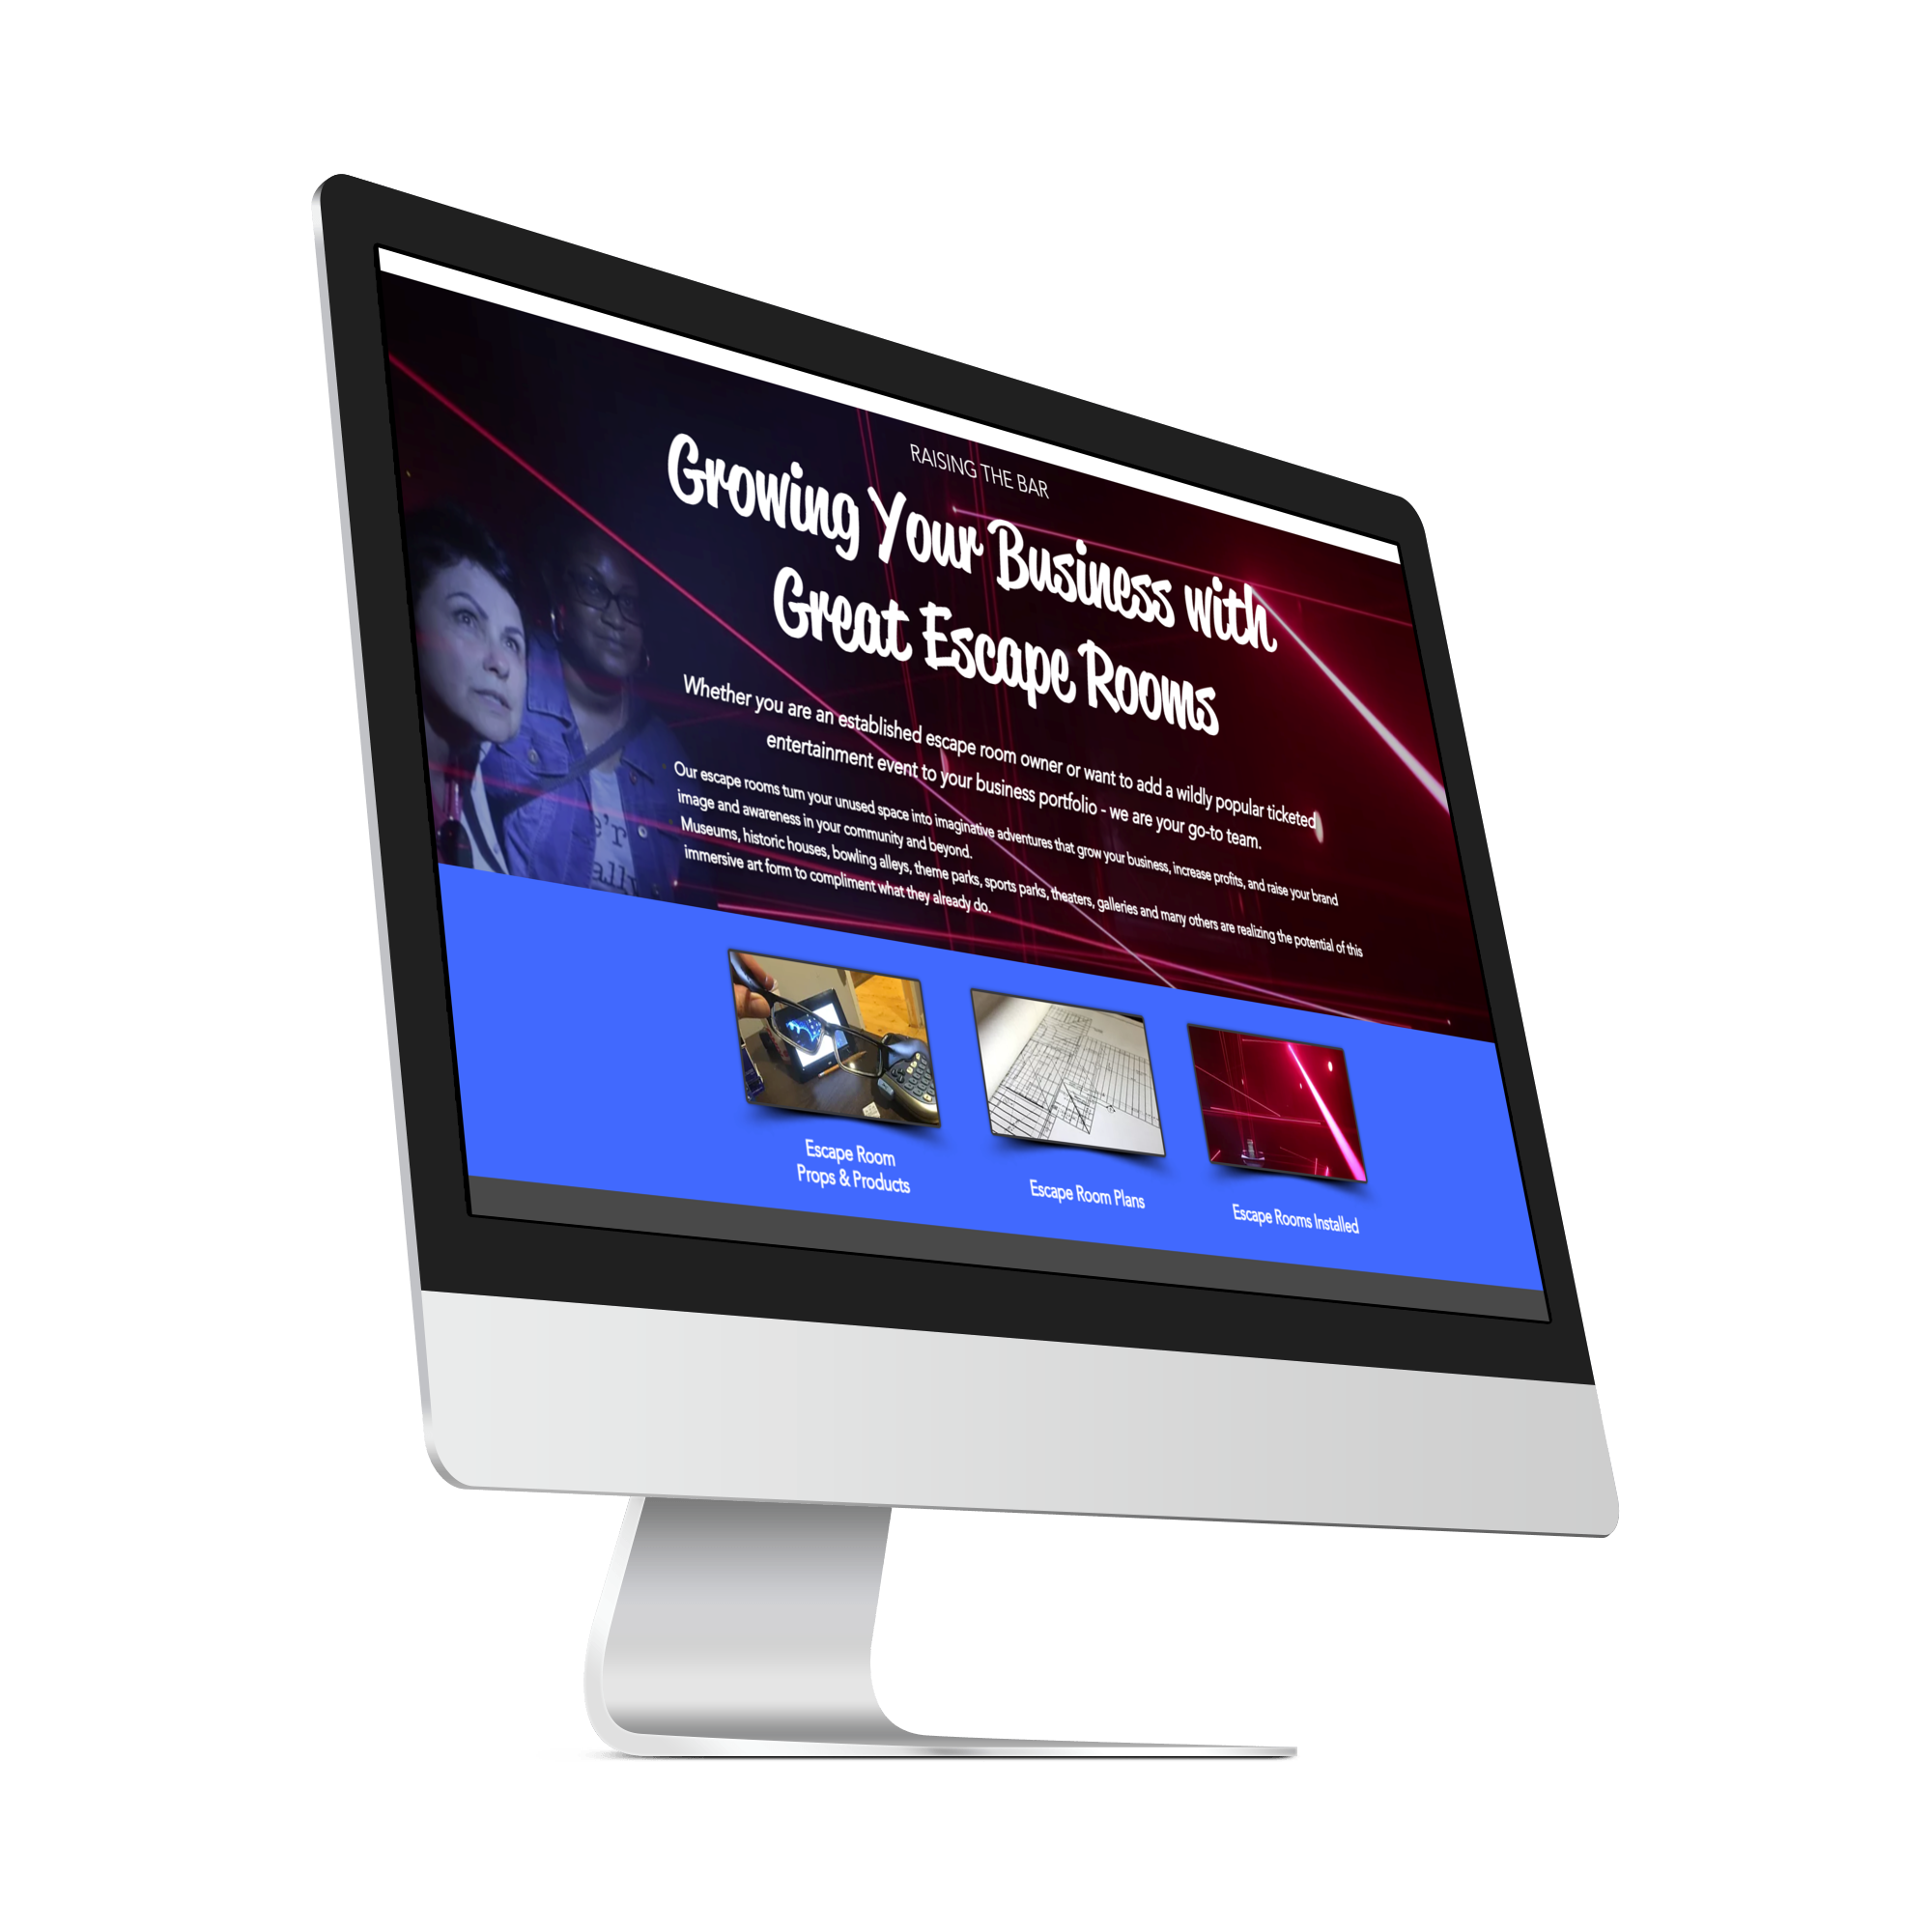 RAISING THE BAR
Growing Your Business with
Great Escape Rooms
Whether you are an established escape room owner or want to add a wildly popular ticketed
entertainment event to your business portfolio - we are your go-to team.
Our escape rooms turn your unused space into imaginative adventures that grow your business, increase profits, and raise your brand
image and awareness in your community and beyond.
Museums, historic houses, bowling alleys, theme parks, sports parks, theaters, galleries and many others are realizing the potential of this
immersive art form to compliment what they already do.
Escape Room
Props & Products
Escape Room Plans
Escape Rooms Installed